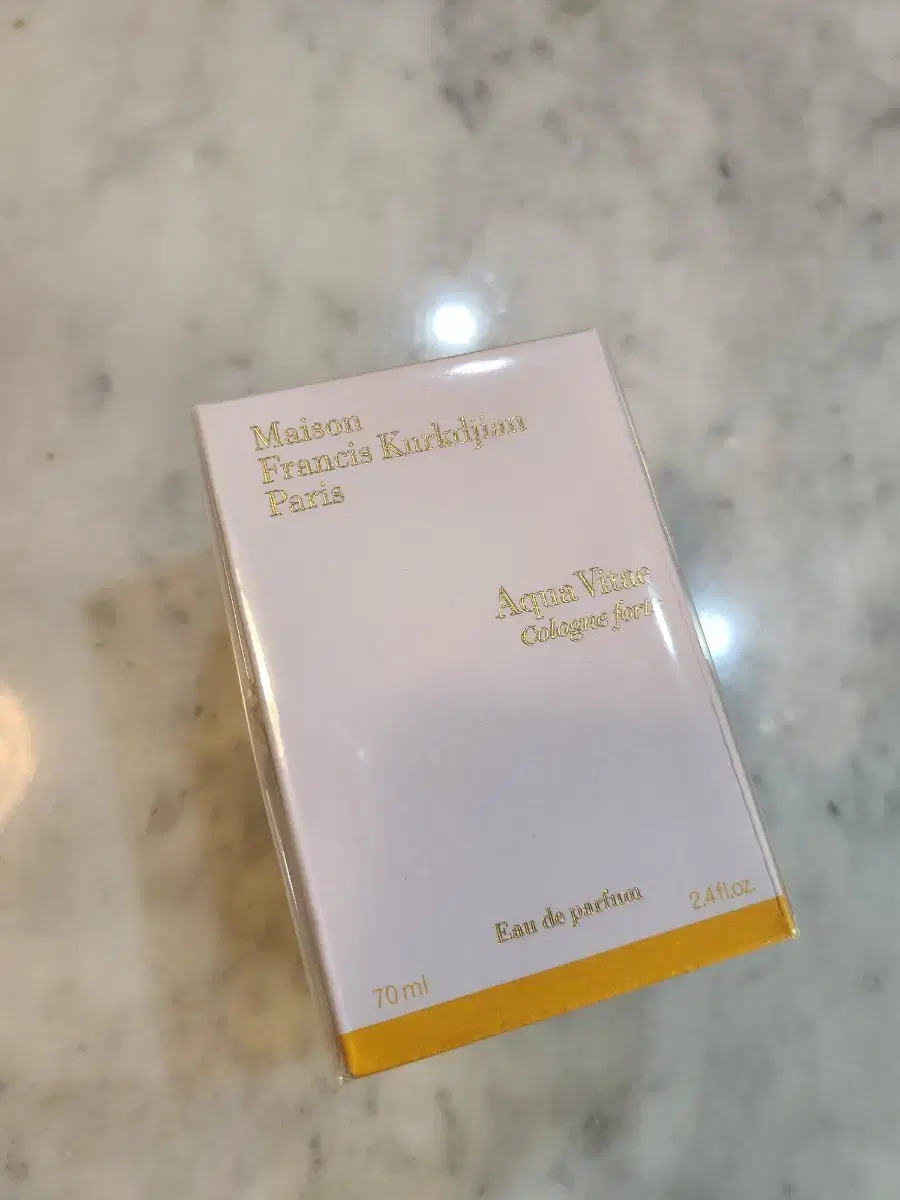 Maison
Francis Kurkdjian
Paris
Aqua Vitae
Cologne forte
Eau de parfum
2.4 fl.oz.
70 ml